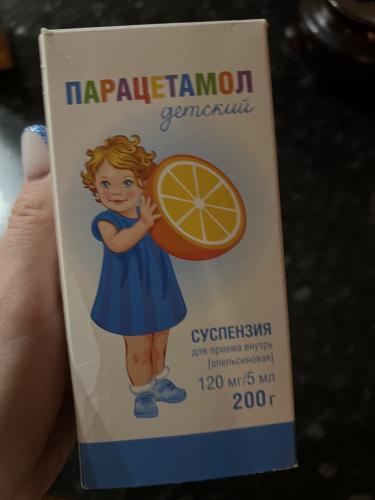 ПАРАЦЕТАМОЛ
детский
СУСПЕНЗИЯ
для приема внутрь
(апельсиновая)
120 мг/5 мл
200 г